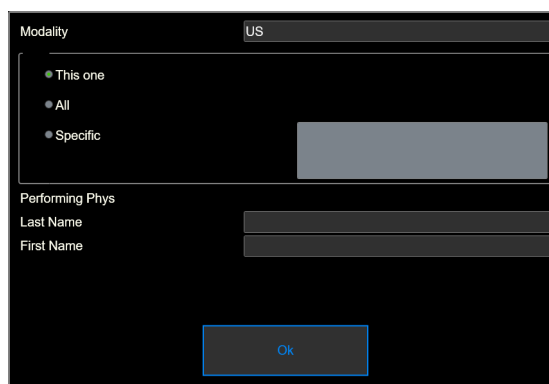 Modality US
This one
All
Specific
Performing Phys
Last Name
First Name
Ok